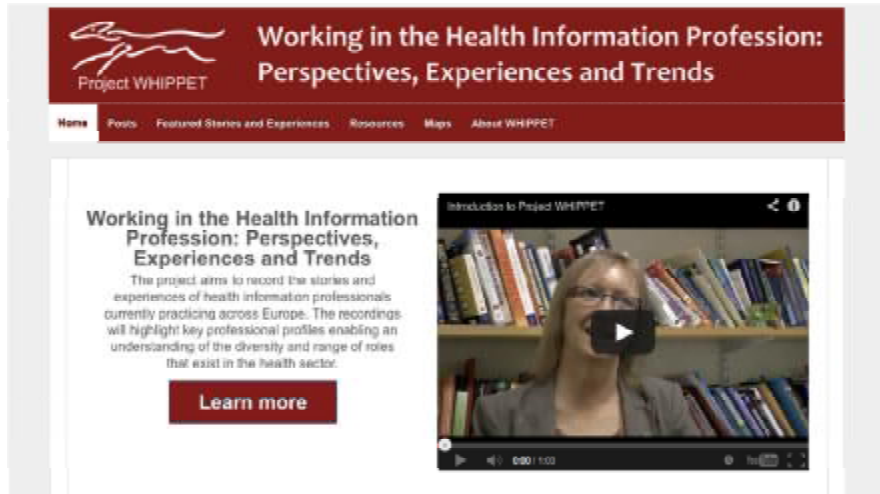 Project WHIPPET
Working in the Health Information Profession:
Perspectives, Experiences and Trends
Home Posts Featured Stories and Experiences Resources Maps About WHIPPET
Working in the Health Information
Profession: Perspectives,
Experiences and Trends
The project aims to record the stories and
experiences of health information professionals
currently practicing across Europe. The recordings
will highlight key professional profiles enabling an
understanding of the diversity and range of roles
that exist in the health sector.
Learn more
Introduction to Project WHIPPET
0:00 / 1:03
YouTube